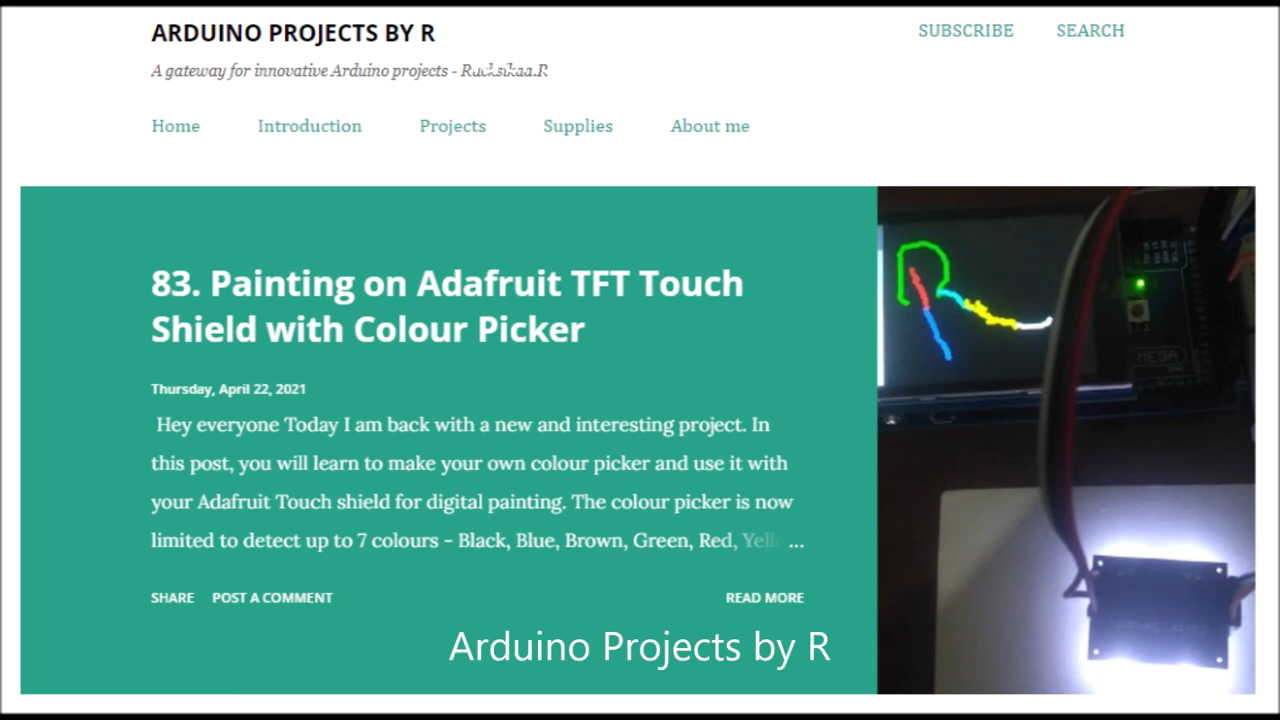 ARDUINO PROJECTS BY R
SUBSCRIBE
SEARCH
A gateway for innovative Arduino projects - Rucksikaa.R
Home
Introduction
Projects
Supplies
About me
83. Painting on Adafruit TFT Touch
Shield with Colour Picker
Thursday, April 22, 2021
Hey everyone Today I am back with a new and interesting project. In
this post, you will learn to make your own colour picker and use it with
your Adafruit Touch shield for digital painting. The colour picker is now
limited to detect up to 7 colours - Black, Blue, Brown, Green, Red, Yell ...
SHARE
POST A COMMENT
READ MORE
Arduino Projects by R
R
MEGA